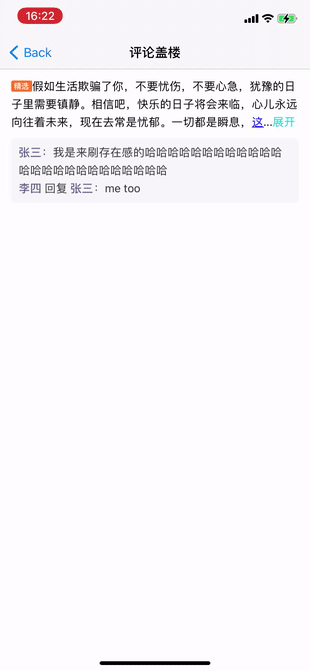 16:22
Back
评论盖楼
精选假如生活欺骗了你，不要忧伤，不要心急，犹豫的日
子里需要镇静。相信吧，快乐的日子将会来临，心儿永远
向往着未来，现在去常是忧郁。一切都是瞬息，这...展开
张三：我是来刷存在感的哈哈哈哈哈哈哈哈哈哈哈哈
哈哈哈哈哈哈哈哈哈哈哈哈哈
李四 回复 张三：me too